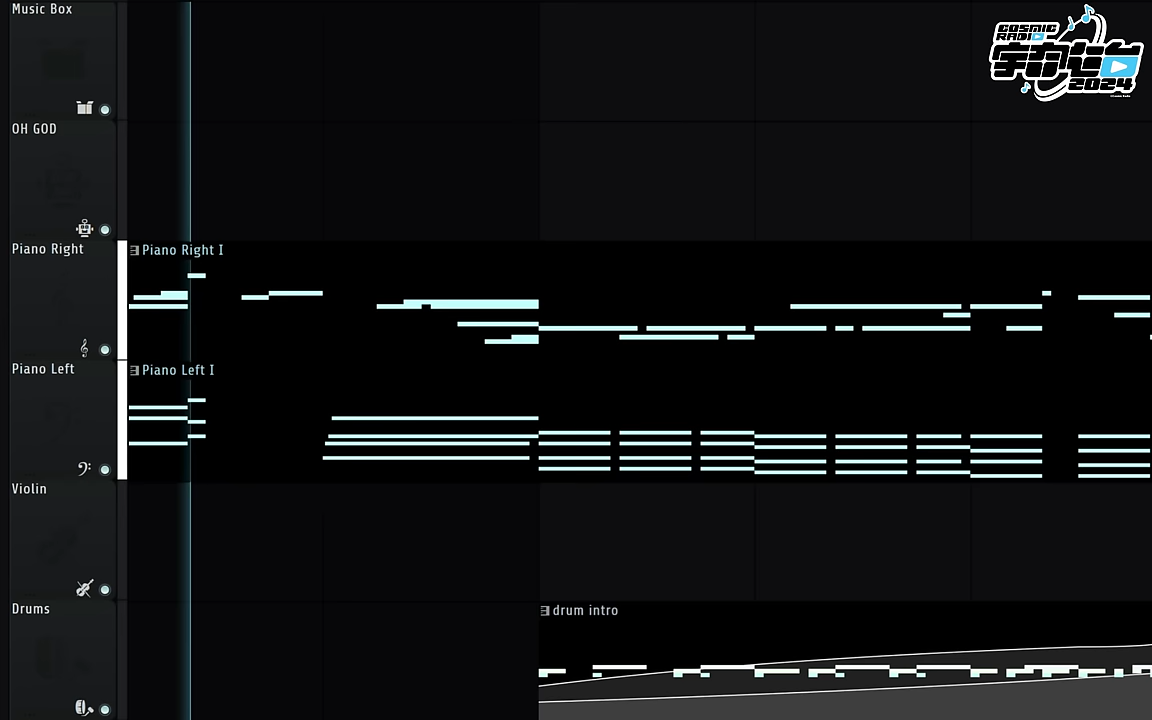 Music Box
COSMIC
RADIO
宇宙电台
2024
OH GOD
Piano Right
Piano Right I
Piano Left
Piano Left I
Violin
Drums
drum intro